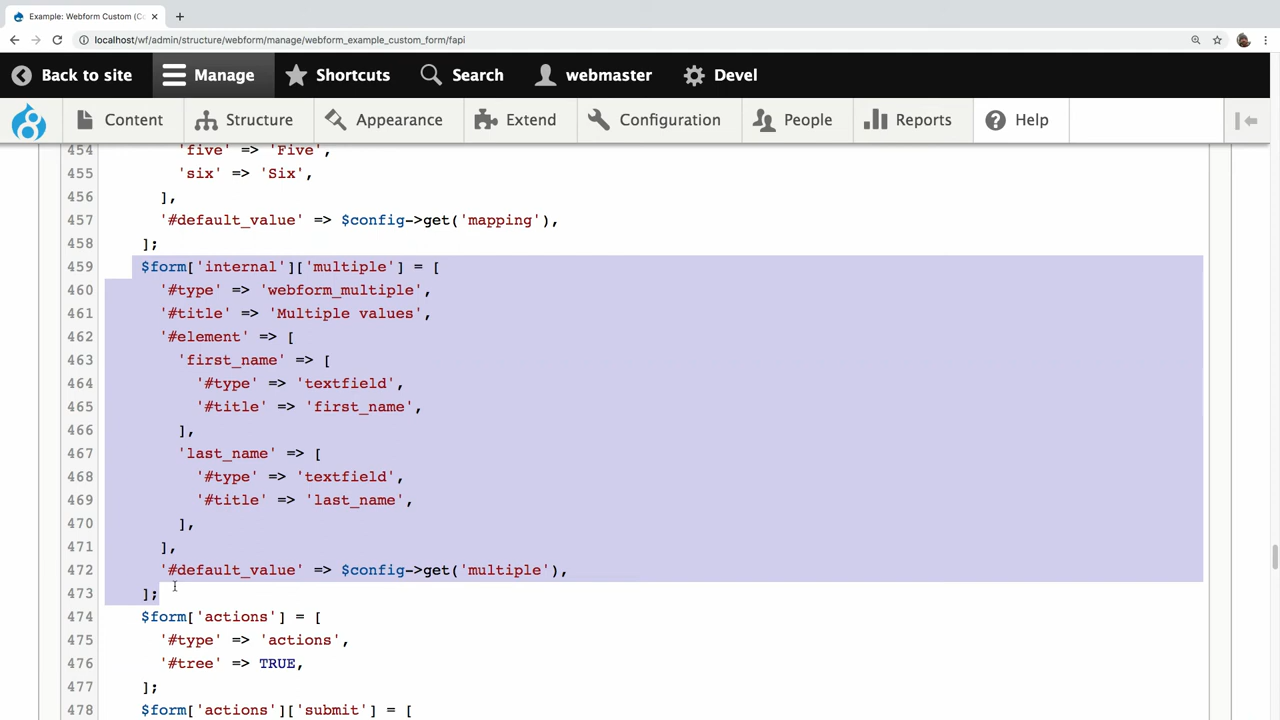 Example: Webform Custom (Co
localhost/wf/admin/structure/webform/manage/webform_example_custom_form/fapi
Back to site Manage Shortcuts Search webmaster Devel
Content Structure Appearance Extend Configuration People Reports Help
454 'five' => 'Five',
455 'six' => 'Six',
456 ],
457 '#default_value' => $config->get('mapping'),
458 ];
459 $form['internal']['multiple'] = [
460 '#type' => 'webform_multiple',
461 '#title' => 'Multiple values',
462 '#element' => [
463 'first_name' => [
464 '#type' => 'textfield',
465 '#title' => 'first_name',
466 ],
467 'last_name' => [
468 '#type' => 'textfield',
469 '#title' => 'last_name',
470 ],
471 ],
472 '#default_value' => $config->get('multiple'),
473 ];
474 $form['actions'] = [
475 '#type' => 'actions',
476 '#tree' => TRUE,
477 ];
478 $form['actions']['submit'] = [